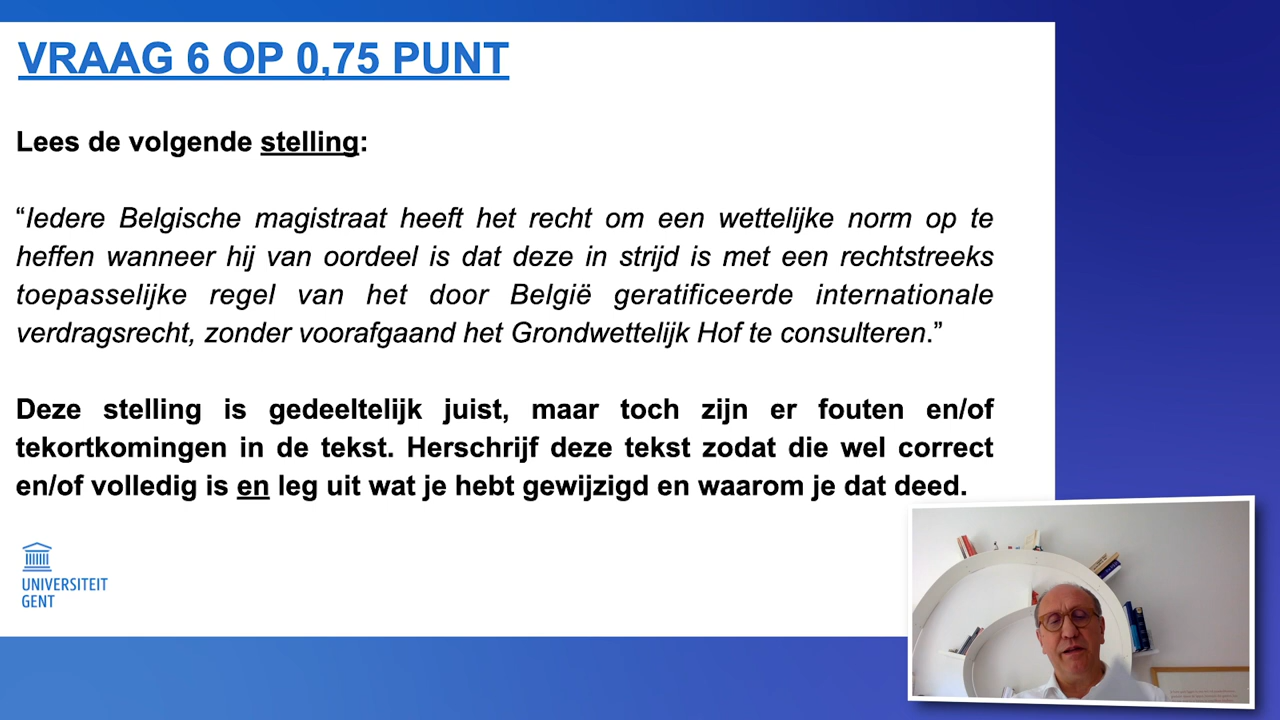 VRAAG 6 OP 0,75 PUNT
Lees de volgende stelling:
“Iedere Belgische magistraat heeft het recht om een wettelijke norm op te
heffen wanneer hij van oordeel is dat deze in strijd is met een rechtstreeks
toepasselijke regel van het door België geratificeerde internationale
verdragsrecht, zonder voorafgaand het Grondwettelijk Hof te consulteren.”
Deze stelling is gedeeltelijk juist, maar toch zijn er fouten en/of
tekortkomingen in de tekst. Herschrijf deze tekst zodat die wel correct
en/of volledig is en leg uit wat je hebt gewijzigd en waarom je dat deed.
UNIVERSITEIT
GENT